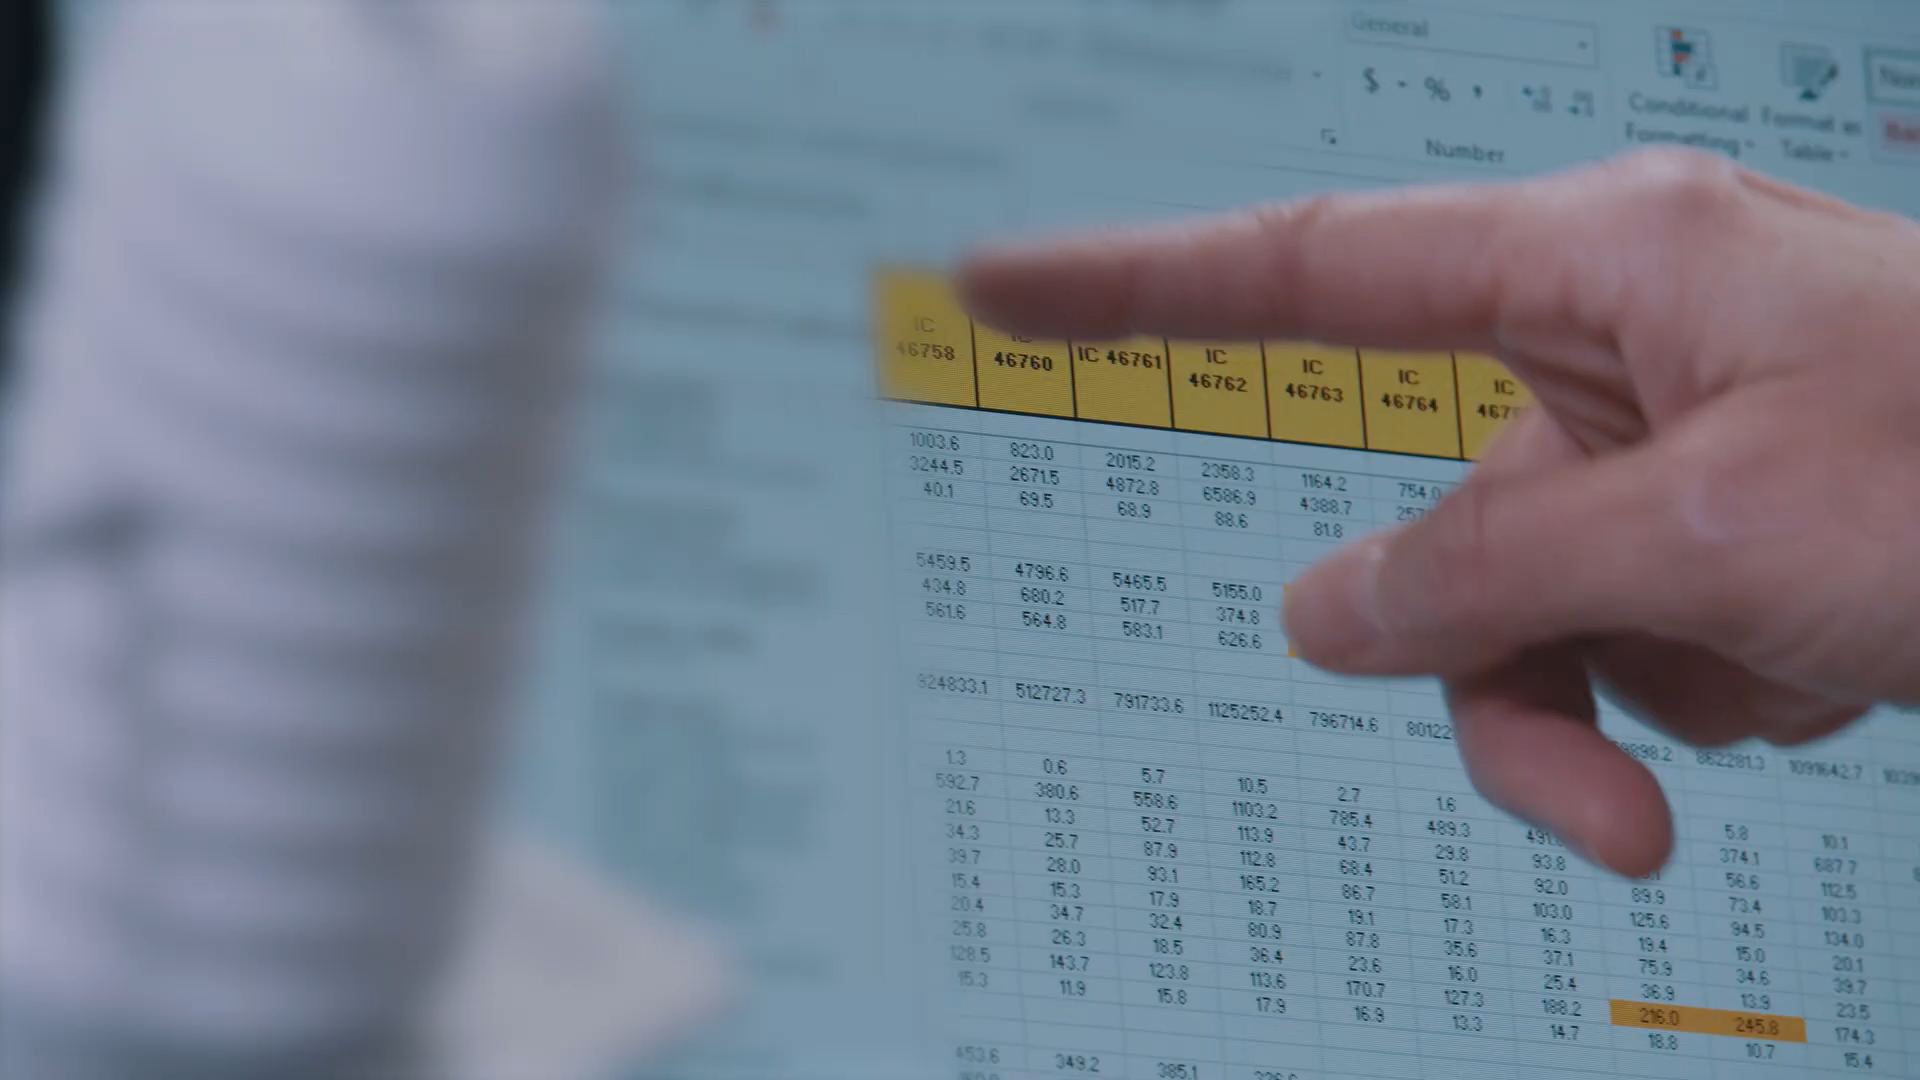 General
$ % ,
Conditional Format as
Formatting Table
Number
IC IC IC IC IC
46758 46760 IC 46761 46762 46763 46764
1003.6 823.0 2015.2 2358.3 1164.2 754.0
3244.5 2671.5 4872.8 6586.9 4388.7
40.1 69.5 68.9 88.6 81.8
5459.5 4796.6 5465.5 5155.0
434.8 680.2 517.7 374.8
561.6 564.8 583.1 626.6
924833.1 512727.3 791733.6 1125252.4 796714.6 862281.3 1091642.7
1.3 0.6 5.7 10.5 2.7 1.6 5.8 10.1
592.7 380.6 558.6 1103.2 785.4 489.3 374.1 687.7
21.6 13.3 52.7 113.9 43.7 29.8 93.8 56.6 112.5
34.3 25.7 87.9 112.8 68.4 51.2 92.0 89.9 73.4 103.3
39.7 28.0 93.1 165.2 86.7 58.1 103.0 125.6 94.5 134.0
15.4 15.3 17.9 18.7 19.1 17.3 16.3 19.4 15.0 20.1
20.4 34.7 32.4 80.9 87.8 35.6 37.1 75.9 34.6 39.7
25.8 26.3 18.5 36.4 23.6 16.0 25.4 36.9 13.9 23.5
128.5 143.7 123.8 113.6 170.7 127.3 188.2 216.0 245.8 174.3
15.3 11.9 15.8 17.9 16.9 13.3 14.7 18.8 10.7 15.4
453.6 349.2 385.1